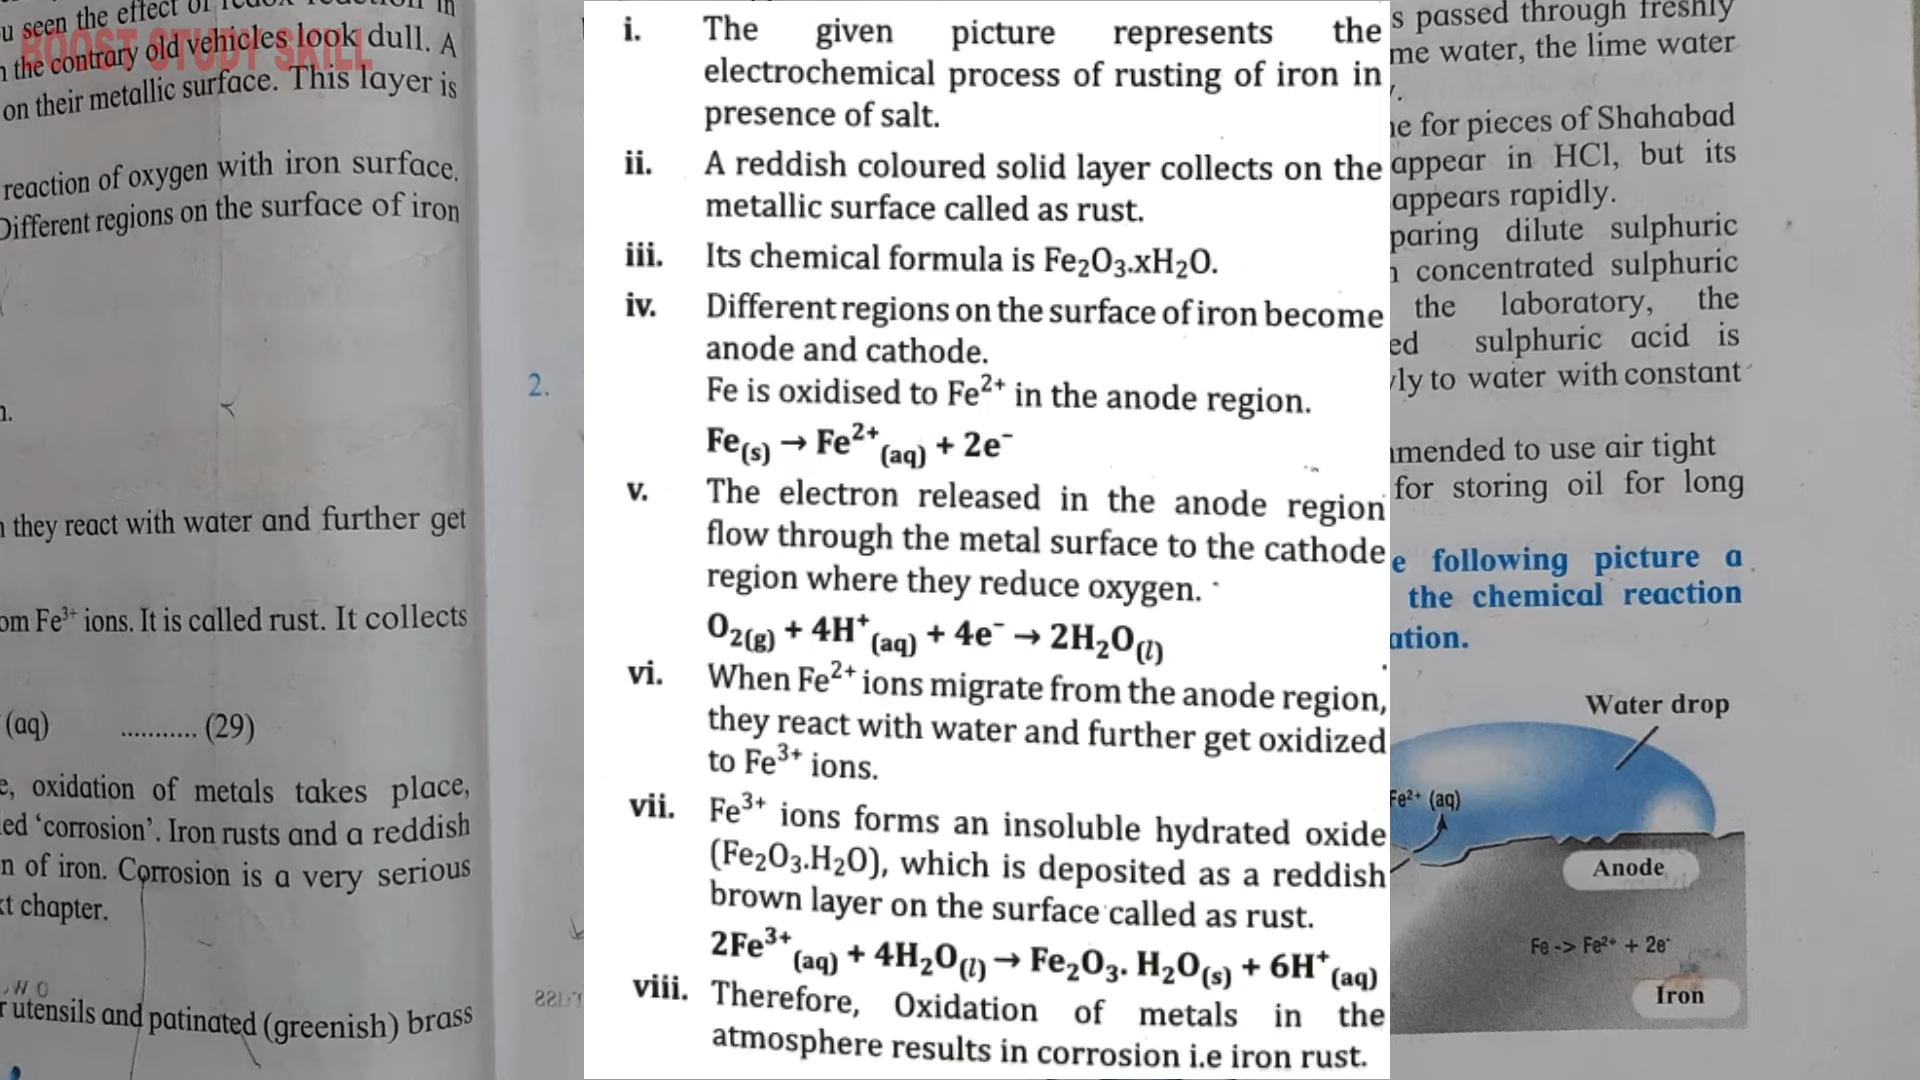 u seen the effect of redox reaction in
BOOST STUDY SKILL
n the contrary old vehicles look dull. A
on their metallic surface. This layer is
reaction of oxygen with iron surface.
Different regions on the surface of iron
n.
n they react with water and further get
om Fe³⁺ ions. It is called rust. It collects
(aq) ........... (29)
e, oxidation of metals takes place,
led ‘corrosion’. Iron rusts and a reddish
n of iron. Corrosion is a very serious
xt chapter.
r utensils and patinated (greenish) brass
2.
i. The given picture represents the
electrochemical process of rusting of iron in
presence of salt.
ii. A reddish coloured solid layer collects on the
metallic surface called as rust.
iii. Its chemical formula is Fe₂O₃.xH₂O.
iv. Different regions on the surface of iron become
anode and cathode.
Fe is oxidised to Fe²⁺ in the anode region.
Fe₍s₎ → Fe²⁺(aq) + 2e⁻
v. The electron released in the anode region
flow through the metal surface to the cathode
region where they reduce oxygen.
O₂(g) + 4H⁺(aq) + 4e⁻ → 2H₂O(l)
vi. When Fe²⁺ ions migrate from the anode region,
they react with water and further get oxidized
to Fe³⁺ ions.
vii. Fe³⁺ ions forms an insoluble hydrated oxide
(Fe₂O₃.H₂O), which is deposited as a reddish
brown layer on the surface called as rust.
2Fe³⁺(aq) + 4H₂O(l) → Fe₂O₃. H₂O(s) + 6H⁺(aq)
viii. Therefore, Oxidation of metals in the
atmosphere results in corrosion i.e iron rust.
s passed through freshly
me water, the lime water
y.
ne for pieces of Shahabad
appear in HCl, but its
appears rapidly.
paring dilute sulphuric
n concentrated sulphuric
the laboratory, the
ed sulphuric acid is
ly to water with constant
mended to use air tight
for storing oil for long
e following picture a
the chemical reaction
ation.
Water drop
Fe²⁺ (aq)
Anode
Fe -> Fe²⁺ + 2e⁻
Iron